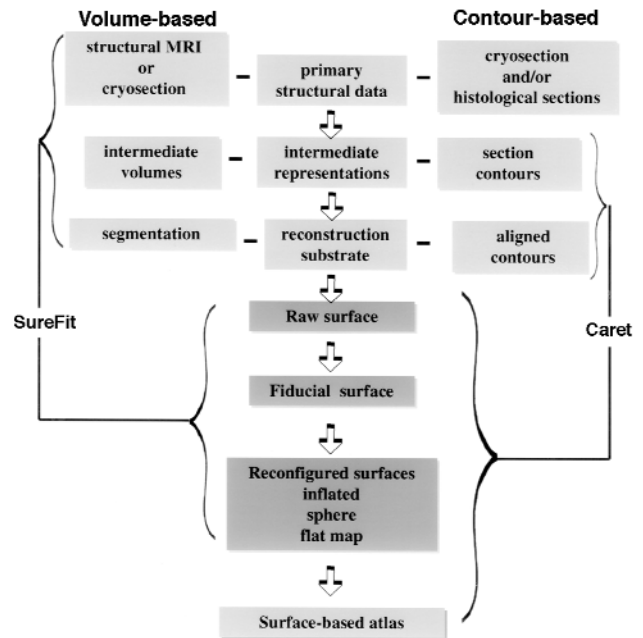 Volume-based
Contour-based
structural MRI
or
cryosection
primary
structural data
cryosection
and/or
histological sections
intermediate
volumes
intermediate
representations
section
contours
segmentation
reconstruction
substrate
aligned
contours
SureFit
Caret
Raw surface
Fiducial surface
Reconfigured surfaces
inflated
sphere
flat map
Surface-based atlas